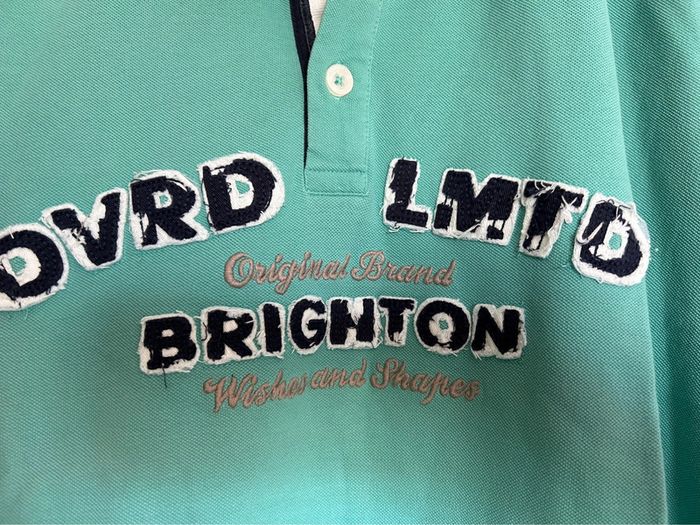 DVRD LMTD
Original Brand
BRIGHTON
Wishes and Shapes